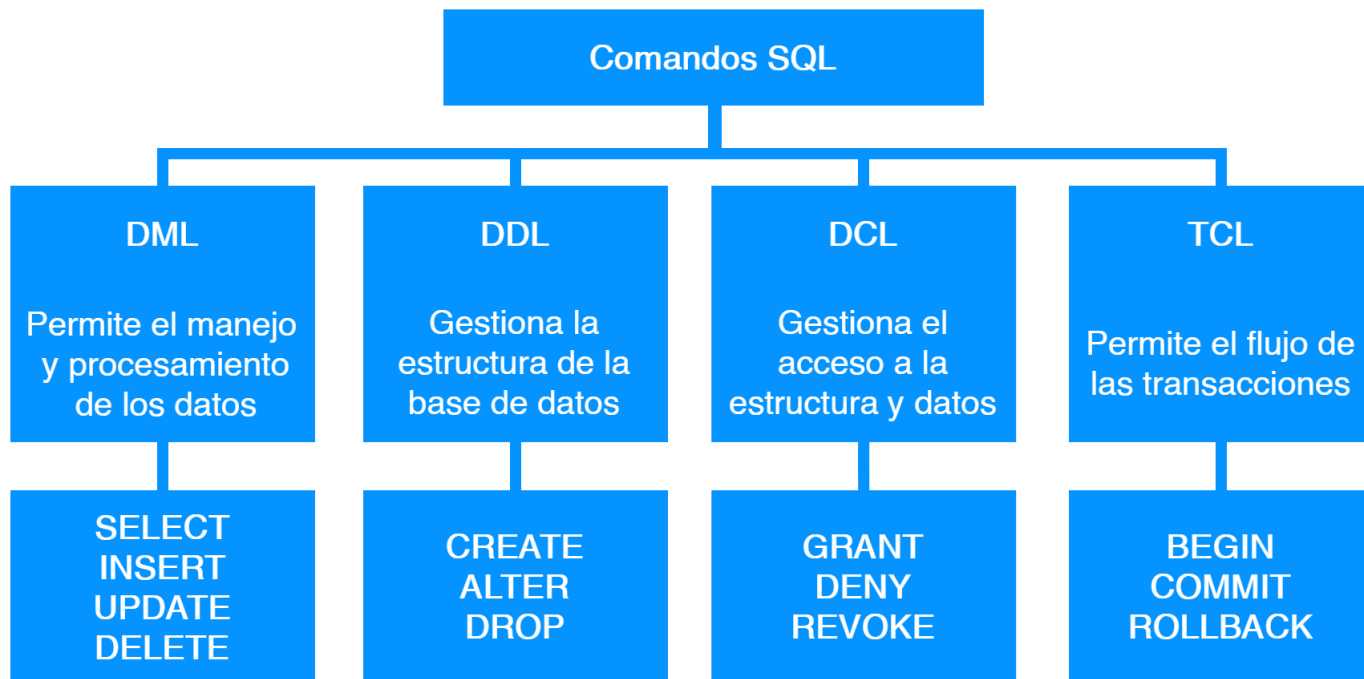 Comandos SQL
DML
Permite el manejo
y procesamiento
de los datos
SELECT
INSERT
UPDATE
DELETE
DDL
Gestiona la
estructura de la
base de datos
CREATE
ALTER
DROP
DCL
Gestiona el
acceso a la
estructura y datos
GRANT
DENY
REVOKE
TCL
Permite el flujo de
las transacciones
BEGIN
COMMIT
ROLLBACK